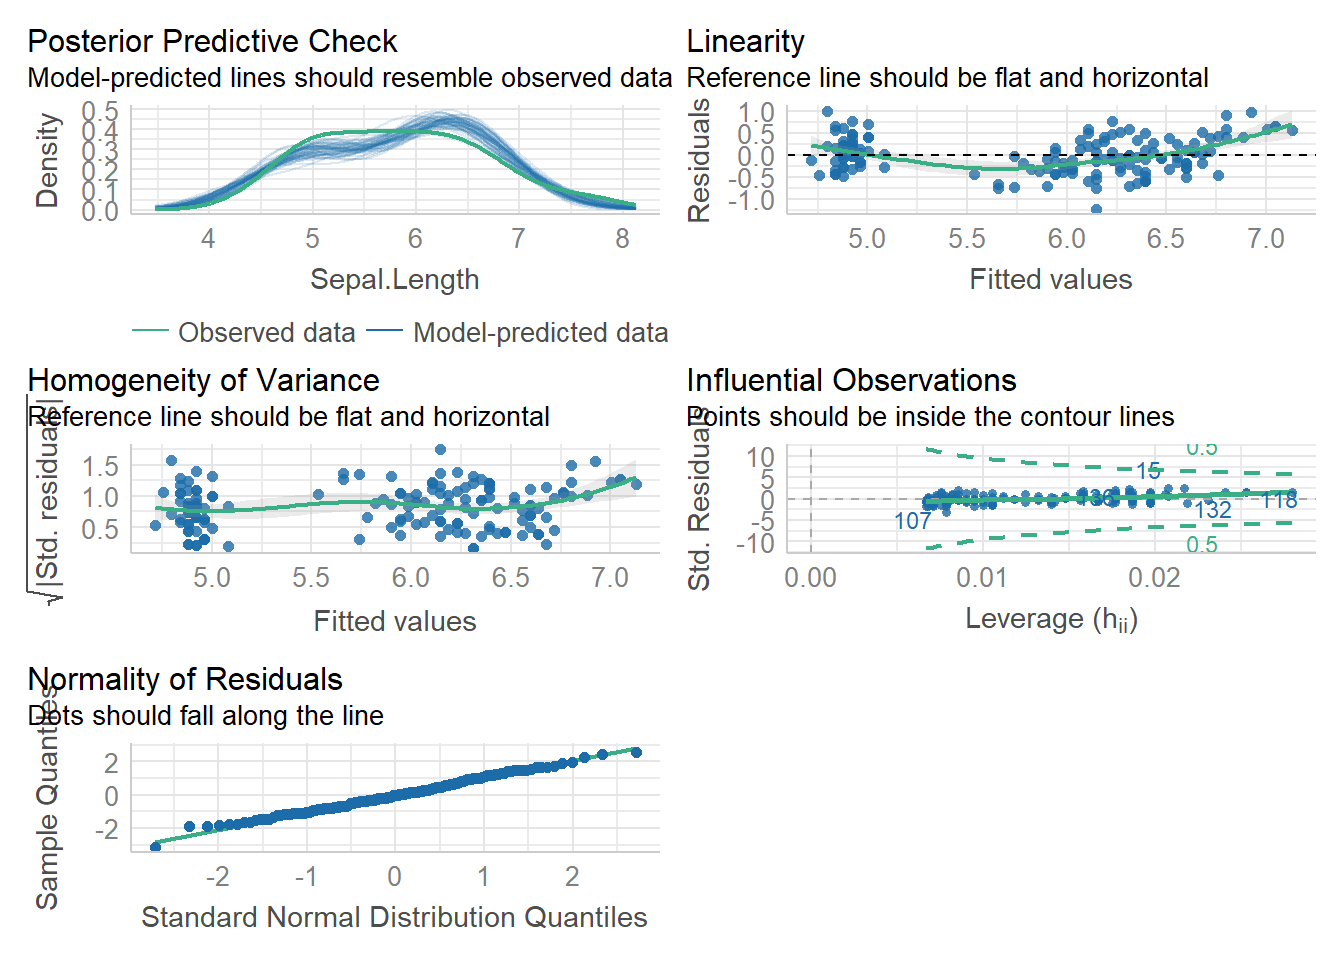 Posterior Predictive Check
Model-predicted lines should resemble observed data
Density
0.5
0.4
0.3
0.2
0.1
0.0
4 5 6 7 8
Sepal.Length
Observed data Model-predicted data
Linearity
Reference line should be flat and horizontal
Residuals
1.0
0.5
0.0
-0.5
-1.0
5.0 5.5 6.0 6.5 7.0
Fitted values
Homogeneity of Variance
Reference line should be flat and horizontal
√|Std. residuals|
1.5
1.0
0.5
5.0 5.5 6.0 6.5 7.0
Fitted values
Influential Observations
Points should be inside the contour lines
Std. Residuals
10
5
0
-5
-10
0.5
15
118
132
107
0.5
0.00 0.01 0.02
Leverage (hii)
Normality of Residuals
Dots should fall along the line
Sample Quantiles
2
0
-2
-2 -1 0 1 2
Standard Normal Distribution Quantiles